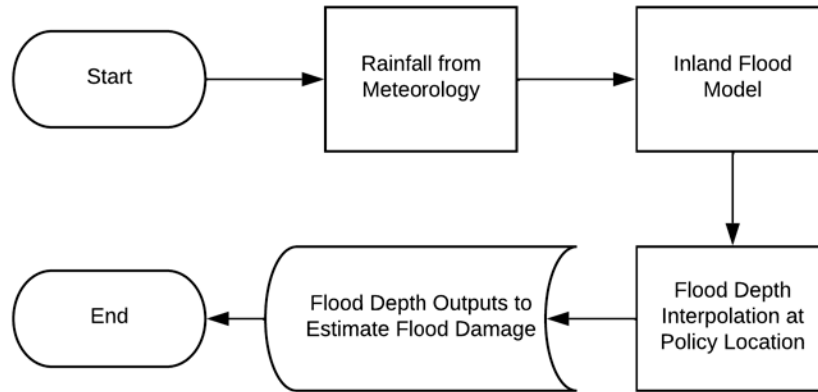 Start
Rainfall from
Meteorology
Inland Flood
Model
Flood Depth
Interpolation at
Policy Location
Flood Depth Outputs to
Estimate Flood Damage
End